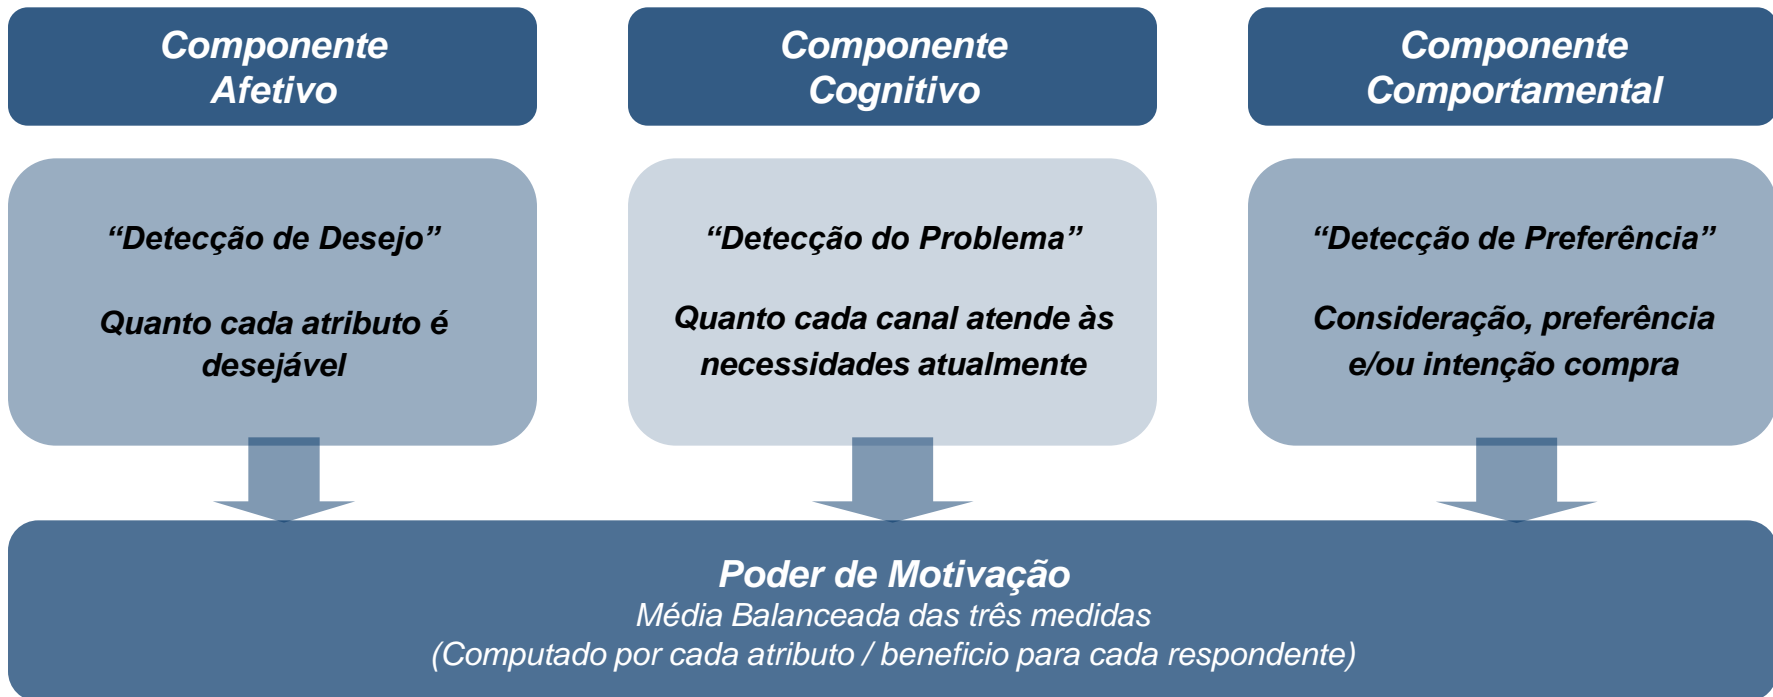 Componente
Afetivo
Componente
Cognitivo
Componente
Comportamental
“Detecção de Desejo”
Quanto cada atributo é
desejável
“Detecção do Problema”
Quanto cada canal atende às
necessidades atualmente
“Detecção de Preferência”
Consideração, preferência
e/ou intenção compra
Poder de Motivação
Média Balanceada das três medidas
(Computado por cada atributo / beneficio para cada respondente)